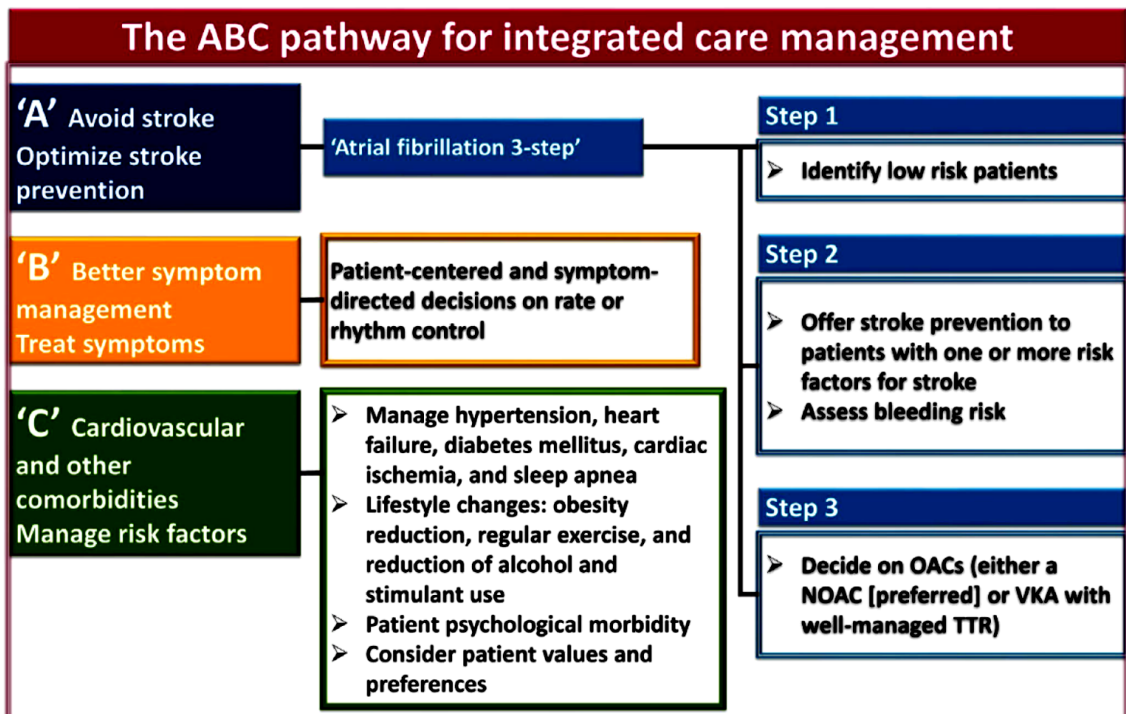 The ABC pathway for integrated care management
'A' Avoid stroke
Optimize stroke
prevention
'Atrial fibrillation 3-step'
Step 1
➤ Identify low risk patients
Step 2
➤ Offer stroke prevention to
patients with one or more risk
factors for stroke
➤ Assess bleeding risk
Step 3
➤ Decide on OACs (either a
NOAC [preferred] or VKA with
well-managed TTR)
'B' Better symptom
management
Treat symptoms
Patient-centered and symptom-
directed decisions on rate or
rhythm control
'C' Cardiovascular
and other
comorbidities
Manage risk factors
➤ Manage hypertension, heart
failure, diabetes mellitus, cardiac
ischemia, and sleep apnea
➤ Lifestyle changes: obesity
reduction, regular exercise, and
reduction of alcohol and
stimulant use
➤ Patient psychological morbidity
➤ Consider patient values and
preferences